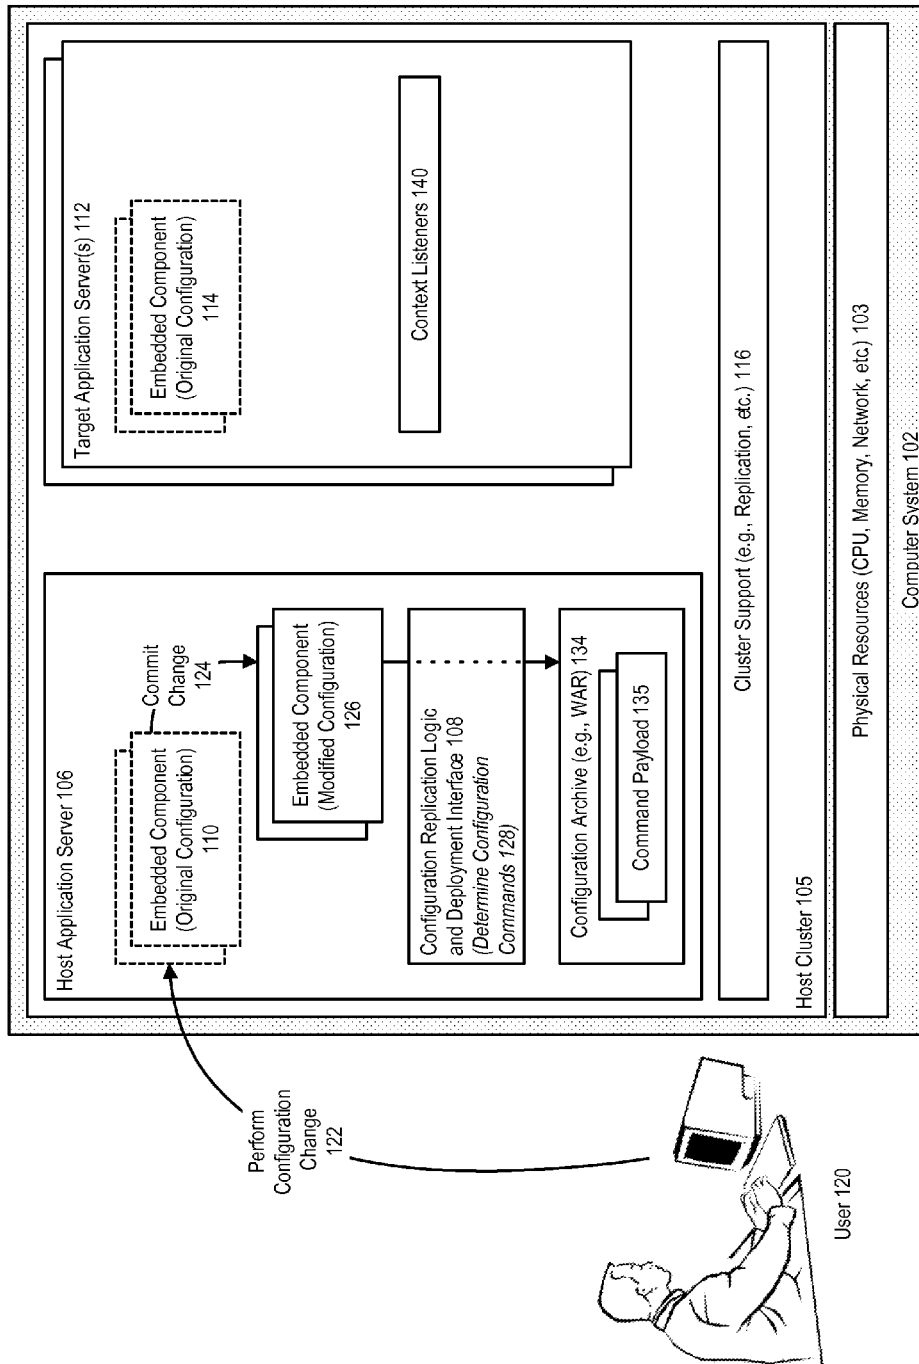 Host Application Server 106
Embedded Component
(Original Configuration)
110
Commit
Change
124
Embedded Component
(Modified Configuration)
126
Configuration Replication Logic
and Deployment Interface 108
(Determine Configuration
Commands 128)
Configuration Archive (e.g., WAR) 134
Command Payload 135
Target Application Server(s) 112
Embedded Component
(Original Configuration)
114
Context Listeners 140
Cluster Support (e.g., Replication, etc.) 116
Host Cluster 105
Physical Resources (CPU, Memory, Network, etc.) 103
Computer System 102
Perform
Configuration
Change
122
User 120